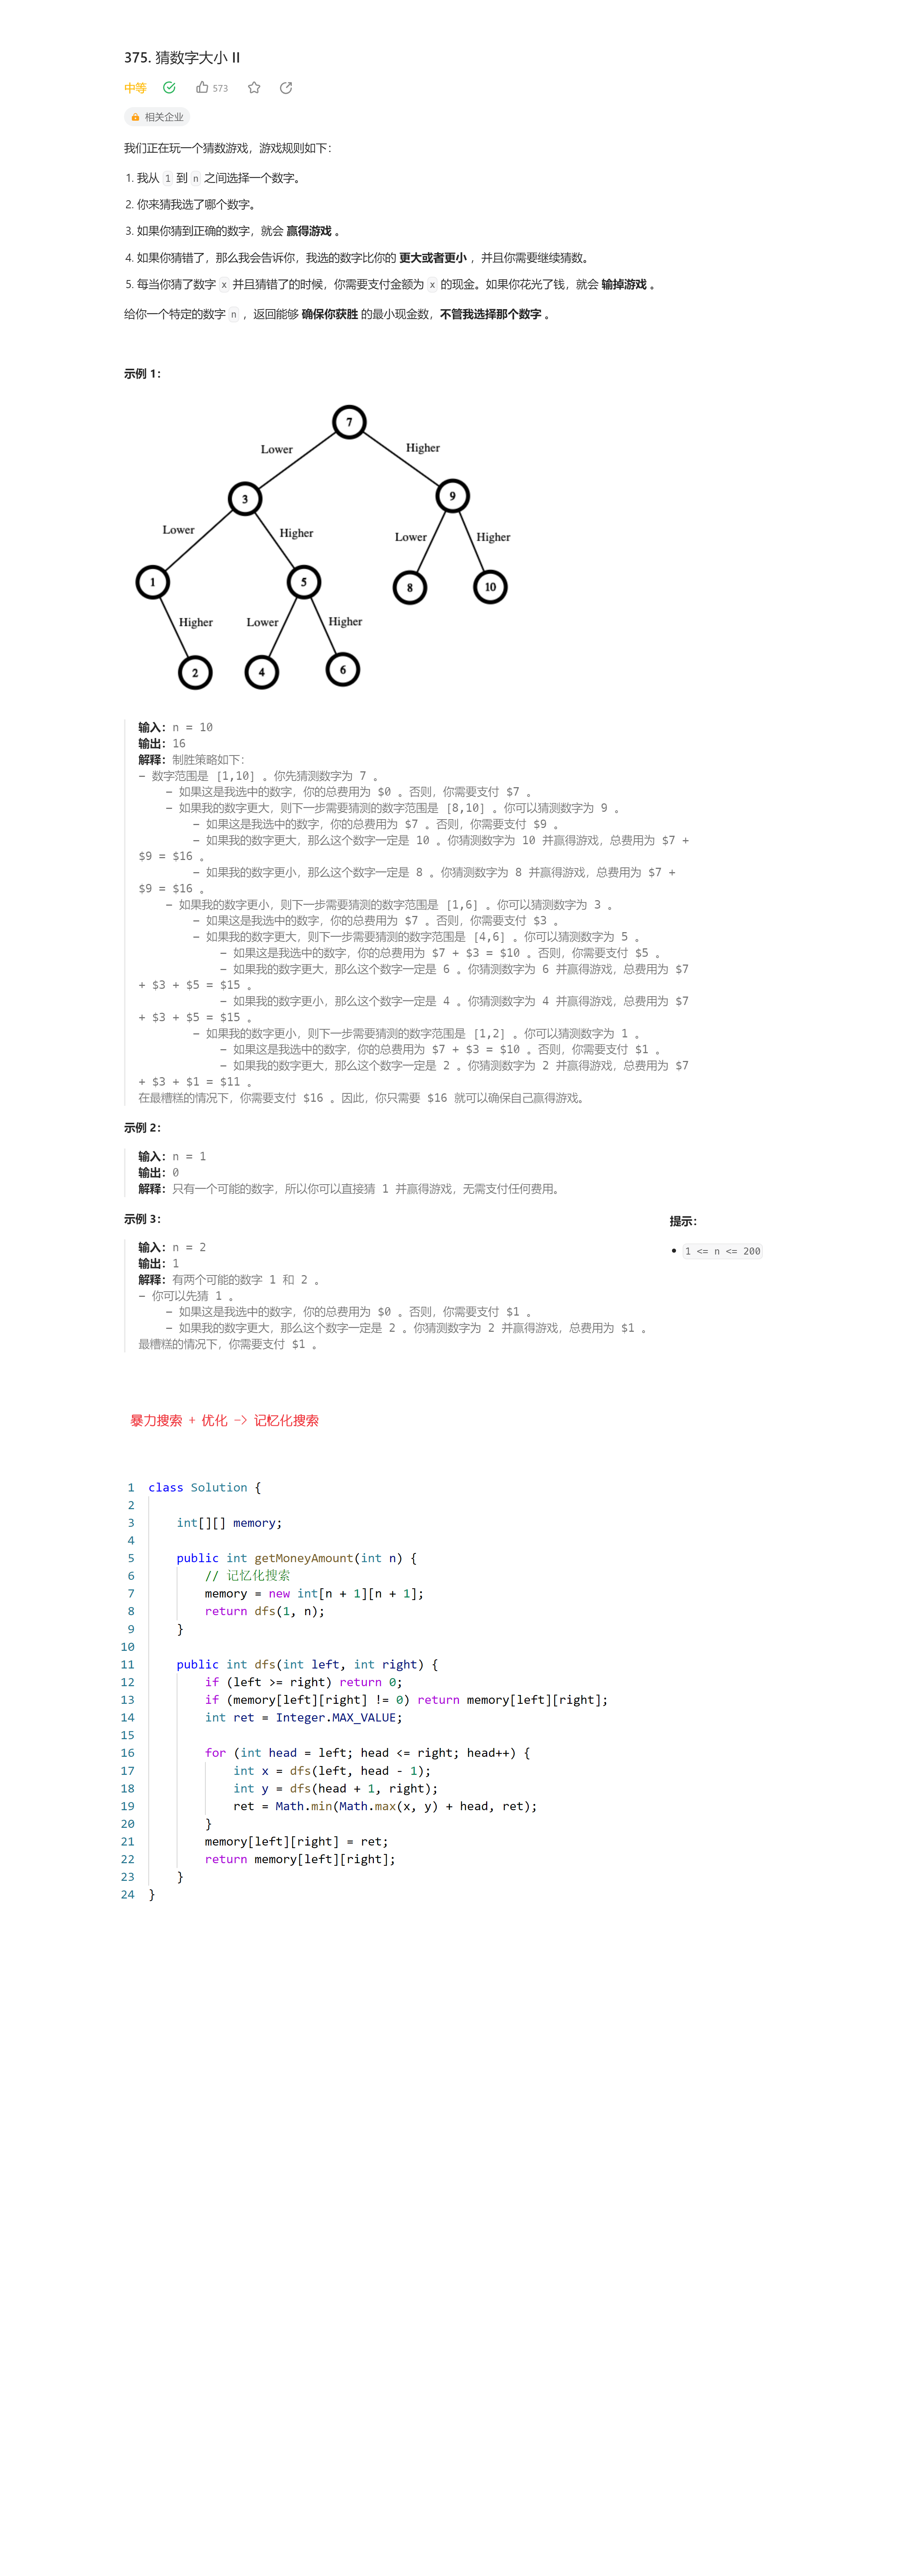 375. 猜数字大小 II
中等 573
相关企业
我们正在玩一个猜数游戏，游戏规则如下：
1. 我从 1 到 n 之间选择一个数字。
2. 你来猜我选了哪个数字。
3. 如果你猜到正确的数字，就会 赢得游戏 。
4. 如果你猜错了，那么我会告诉你，我选的数字比你的 更大或者更小 ，并且你需要继续猜数。
5. 每当你猜了数字 x 并且猜错了的时候，你需要支付金额为 x 的现金。如果你花光了钱，就会 输掉游戏 。
给你一个特定的数字 n ，返回能够 确保你获胜 的最小现金数，不管我选择那个数字 。
示例 1：
7
Lower Higher
3 9
Lower Higher Lower Higher
1 5 8 10
Higher Lower Higher
2 4 6
输入：n = 10
输出：16
解释：制胜策略如下：
- 数字范围是 [1,10] 。你先猜测数字为 7 。
- 如果这是我选中的数字，你的总费用为 $0 。否则，你需要支付 $7 。
- 如果我的数字更大，则下一步需要猜测的数字范围是 [8,10] 。你可以猜测数字为 9 。
- 如果这是我选中的数字，你的总费用为 $7 。否则，你需要支付 $9 。
- 如果我的数字更大，那么这个数字一定是 10 。你猜测数字为 10 并赢得游戏，总费用为 $7 +
$9 = $16 。
- 如果我的数字更小，那么这个数字一定是 8 。你猜测数字为 8 并赢得游戏，总费用为 $7 +
$9 = $16 。
- 如果我的数字更小，则下一步需要猜测的数字范围是 [1,6] 。你可以猜测数字为 3 。
- 如果这是我选中的数字，你的总费用为 $7 。否则，你需要支付 $3 。
- 如果我的数字更大，则下一步需要猜测的数字范围是 [4,6] 。你可以猜测数字为 5 。
- 如果这是我选中的数字，你的总费用为 $7 + $3 = $10 。否则，你需要支付 $5 。
- 如果我的数字更大，那么这个数字一定是 6 。你猜测数字为 6 并赢得游戏，总费用为 $7
+ $3 + $5 = $15 。
- 如果我的数字更小，那么这个数字一定是 4 。你猜测数字为 4 并赢得游戏，总费用为 $7
+ $3 + $5 = $15 。
- 如果我的数字更小，则下一步需要猜测的数字范围是 [1,2] 。你可以猜测数字为 1 。
- 如果这是我选中的数字，你的总费用为 $7 + $3 = $10 。否则，你需要支付 $1 。
- 如果我的数字更大，那么这个数字一定是 2 。你猜测数字为 2 并赢得游戏，总费用为 $7
+ $3 + $1 = $11 。
在最糟糕的情况下，你需要支付 $16 。因此，你只需要 $16 就可以确保自己赢得游戏。
示例 2：
输入：n = 1
输出：0
解释：只有一个可能的数字，所以你可以直接猜 1 并赢得游戏，无需支付任何费用。
示例 3：
输入：n = 2
输出：1
解释：有两个可能的数字 1 和 2 。
- 你可以先猜 1 。
- 如果这是我选中的数字，你的总费用为 $0 。否则，你需要支付 $1 。
- 如果我的数字更大，那么这个数字一定是 2 。你猜测数字为 2 并赢得游戏，总费用为 $1 。
最糟糕的情况下，你需要支付 $1 。
提示：
• 1 <= n <= 200
暴力搜索 + 优化 -> 记忆化搜索
1 class Solution {
2
3 int[][] memory;
4
5 public int getMoneyAmount(int n) {
6 // 记忆化搜索
7 memory = new int[n + 1][n + 1];
8 return dfs(1, n);
9 }
10
11 public int dfs(int left, int right) {
12 if (left >= right) return 0;
13 if (memory[left][right] != 0) return memory[left][right];
14 int ret = Integer.MAX_VALUE;
15
16 for (int head = left; head <= right; head++) {
17 int x = dfs(left, head - 1);
18 int y = dfs(head + 1, right);
19 ret = Math.min(Math.max(x, y) + head, ret);
20 }
21 memory[left][right] = ret;
22 return memory[left][right];
23 }
24 }